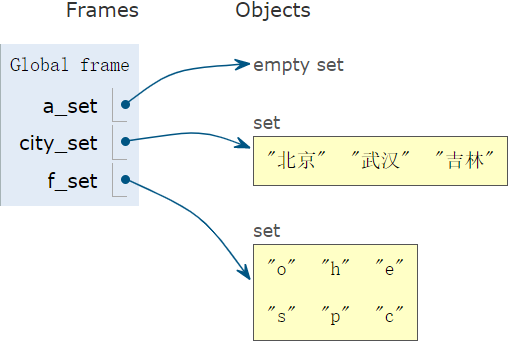 Frames Objects
Global frame
empty set
a_set
set
city_set
"北京" "武汉" "吉林"
f_set
set
"o" "h" "e"
"s" "p" "c"